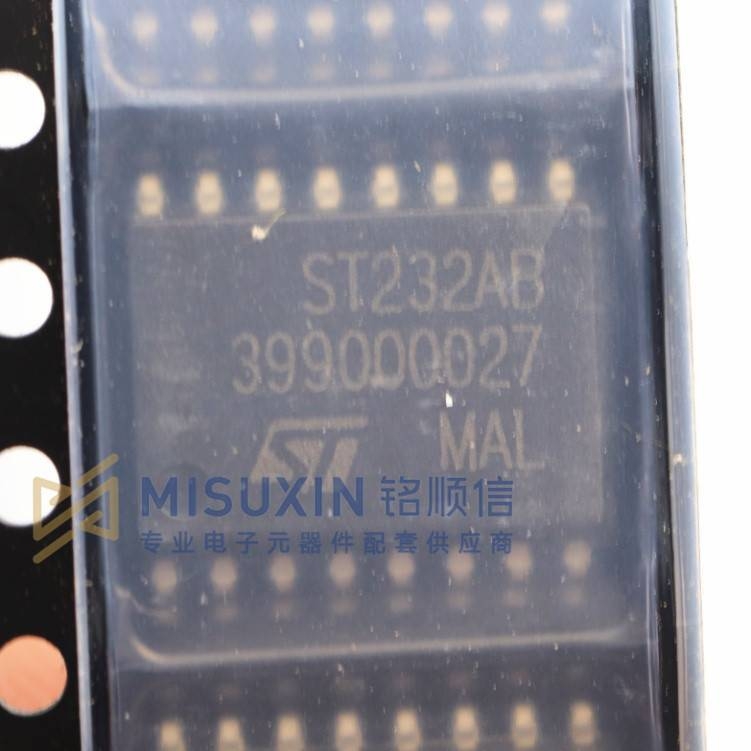 ST232AB
399000027
ST MAL
MISUXIN 铭顺信
专业电子元器件配套供应商